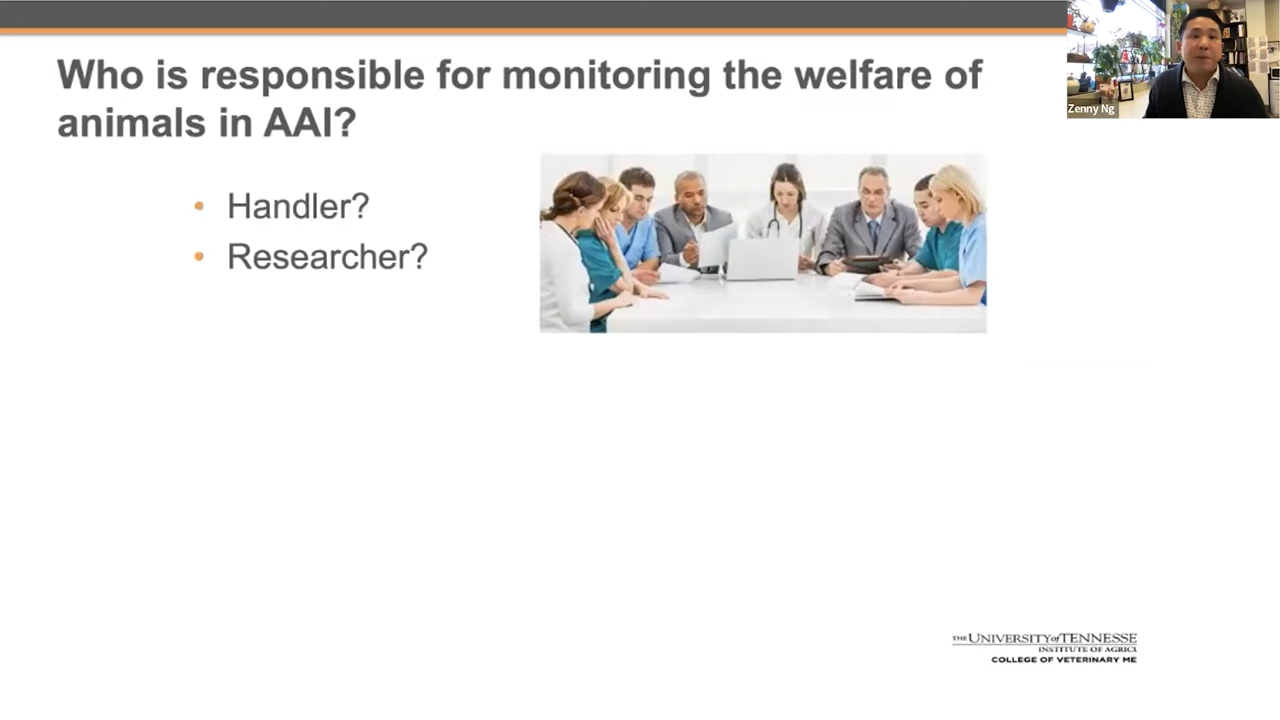 Who is responsible for monitoring the welfare of
animals in AAI?
Zenny Ng
• Handler?
• Researcher?
THE UNIVERSITY of TENNESSE
INSTITUTE OF AGRICU
COLLEGE OF VETERINARY ME